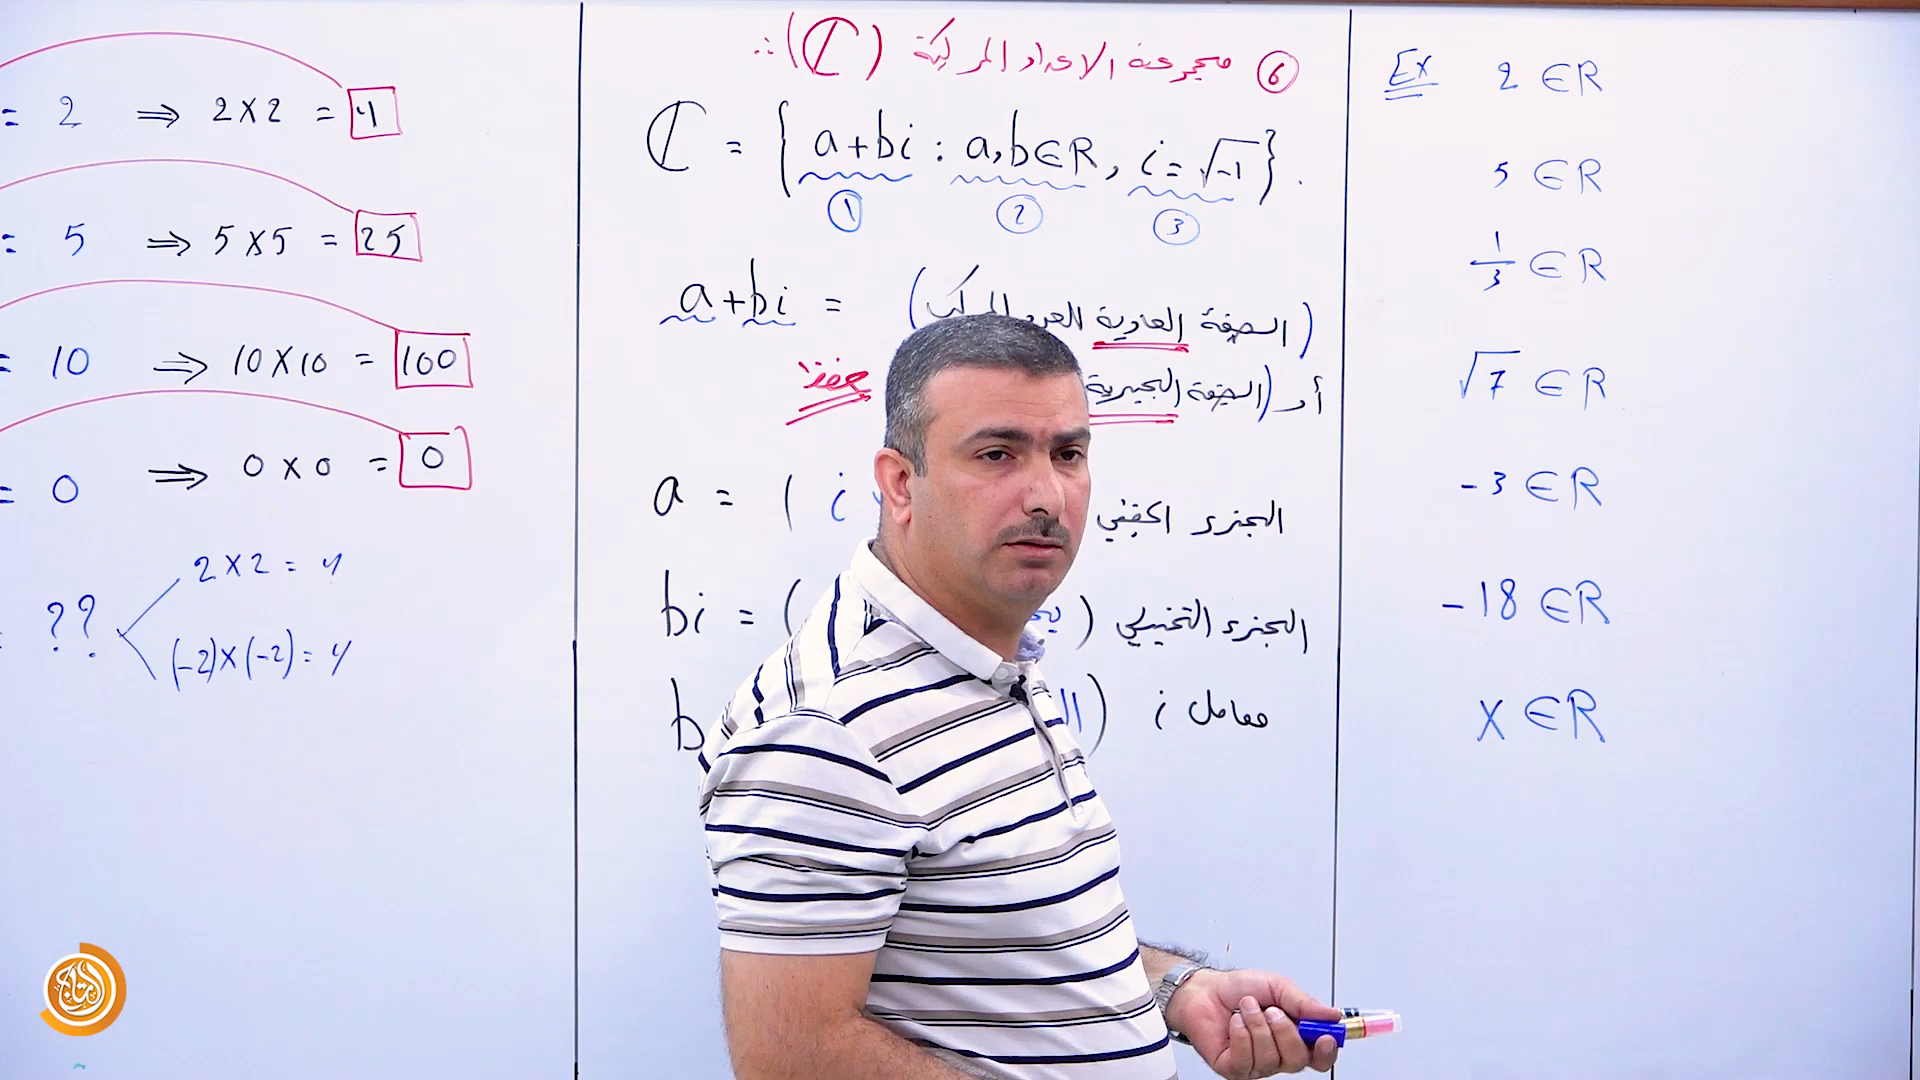 = 2 ⇒ 2 x 2 = 4
= 5 ⇒ 5 x 5 = 25
= 10 ⇒ 10 x 10 = 100
= 0 ⇒ 0 x 0 = 0
??
2 x 2 = 4
(-2) x (-2) = 4
⑥ مجموعة الاعداد المركبة (ℂ) :
ℂ = { a+bi : a,b∈R, i=√-1 } .
① ② ③
a+bi = (الصيغة العادية للعدد المركب)
أو (الصيغة الجبرية
حفظ
a = ( i
الجزء الحقيقي
bi = (
الجزء التخيلي (
b
معامل i (
Ex 2 ∈R
5 ∈R
1/3 ∈R
√7 ∈R
-3 ∈R
-18 ∈R
x ∈R